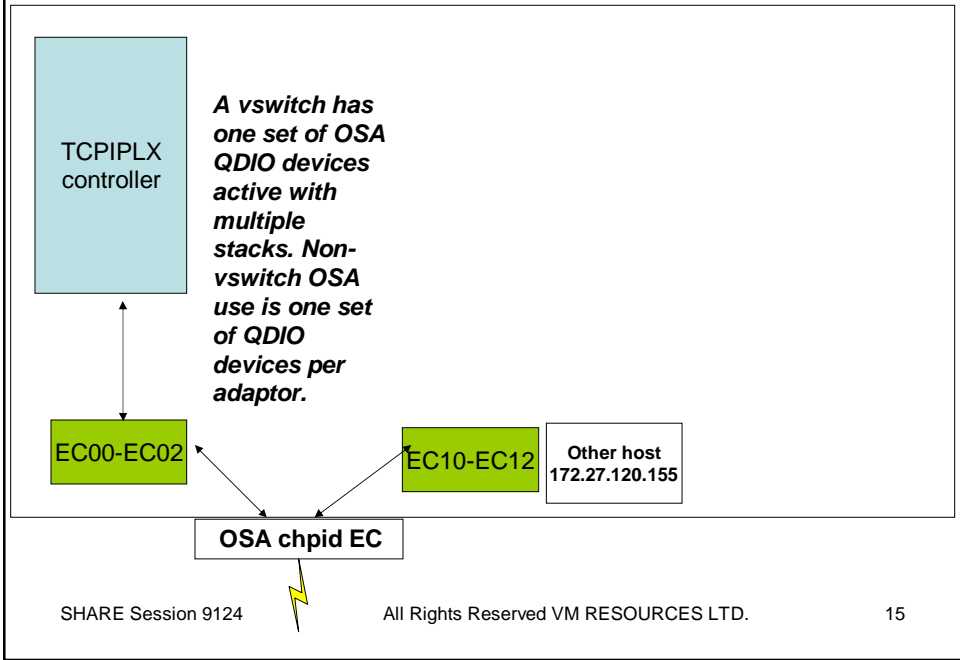 TCPIPLX
controller
A vswitch has
one set of OSA
QDIO devices
active with
multiple
stacks. Non-
vswitch OSA
use is one set
of QDIO
devices per
adaptor.
EC00-EC02
EC10-EC12
Other host
172.27.120.155
OSA chpid EC
SHARE Session 9124
All Rights Reserved VM RESOURCES LTD.
15